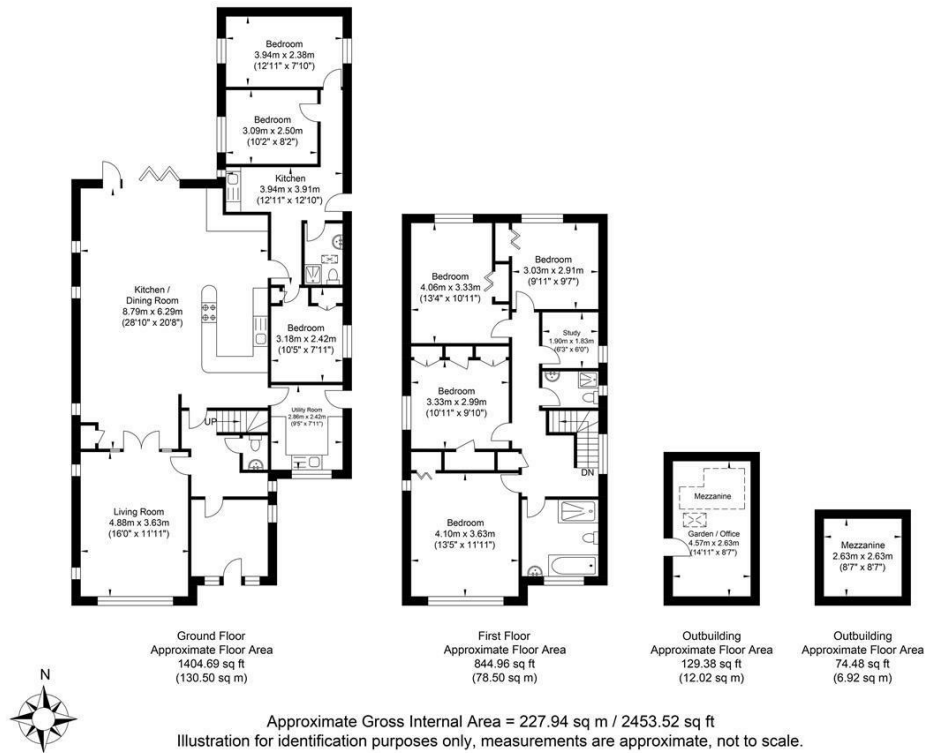 Bedroom
3.94m x 2.38m
(12'11" x 7'10")
Bedroom
3.09m x 2.50m
(10'2" x 8'2")
Kitchen
3.94m x 3.91m
(12'11" x 12'10")
Kitchen /
Dining Room
8.79m x 6.29m
(28'10" x 20'8")
Bedroom
3.18m x 2.42m
(10'5" x 7'11")
Utility Room
2.86m x 2.42m
(9'5" x 7'11")
UP
Living Room
4.88m x 3.63m
(16'0" x 11'11")
Bedroom
4.06m x 3.33m
(13'4" x 10'11")
Bedroom
3.03m x 2.91m
(9'11" x 9'7")
Study
1.90m x 1.83m
(6'3" x 6'0")
Bedroom
3.33m x 2.99m
(10'11" x 9'10")
DN
Bedroom
4.10m x 3.63m
(13'5" x 11'11")
Mezzanine
Garden / Office
4.57m x 2.63m
(14'11" x 8'7")
Mezzanine
2.63m x 2.63m
(8'7" x 8'7")
Ground Floor
Approximate Floor Area
1404.69 sq ft
(130.50 sq m)
First Floor
Approximate Floor Area
844.96 sq ft
(78.50 sq m)
Outbuilding
Approximate Floor Area
129.38 sq ft
(12.02 sq m)
Outbuilding
Approximate Floor Area
74.48 sq ft
(6.92 sq m)
N
Approximate Gross Internal Area = 227.94 sq m / 2453.52 sq ft
Illustration for identification purposes only, measurements are approximate, not to scale.